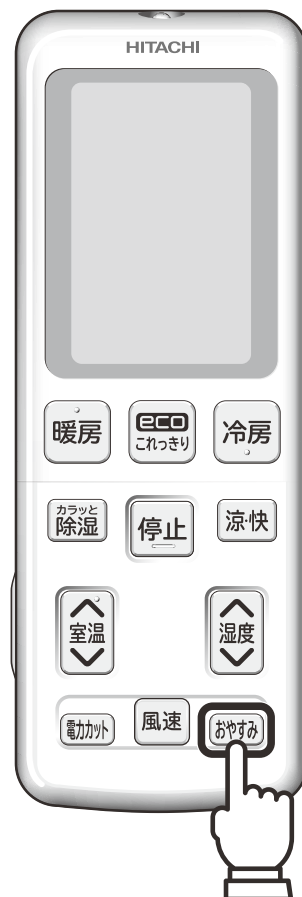 HITACHI
暖房
eco
これっきり
冷房
カラッと
除湿
停止
涼・快
室温
湿度
電力カット
風速
おやすみ